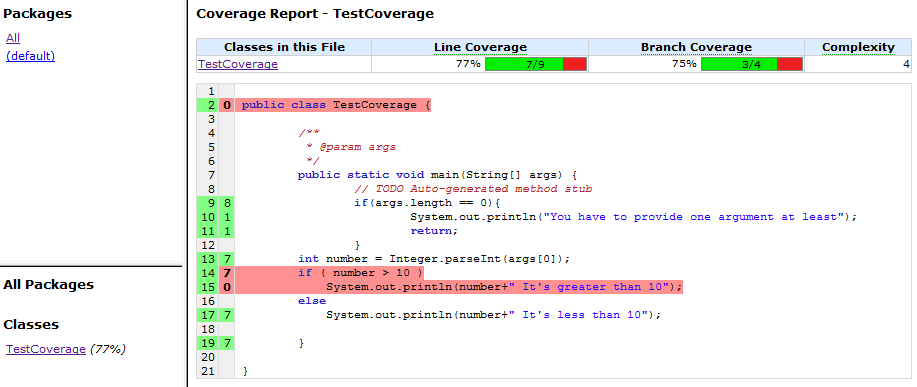 Packages
All
(default)
All Packages
Classes
TestCoverage (77%)
Coverage Report - TestCoverage
Classes in this File Line Coverage Branch Coverage Complexity
TestCoverage 77% 7/9 75% 3/4 4
1
2 0 public class TestCoverage {
3
4 /**
5 * @param args
6 */
7 public static void main(String[] args) {
8 // TODO Auto-generated method stub
9 8 if(args.length == 0){
10 1 System.out.println("You have to provide one argument at least");
11 1 return;
12 }
13 7 int number = Integer.parseInt(args[0]);
14 7 if ( number > 10 )
15 0 System.out.println(number+" It's greater than 10");
16 else
17 7 System.out.println(number+" It's less than 10");
18
19 7 }
20
21 }